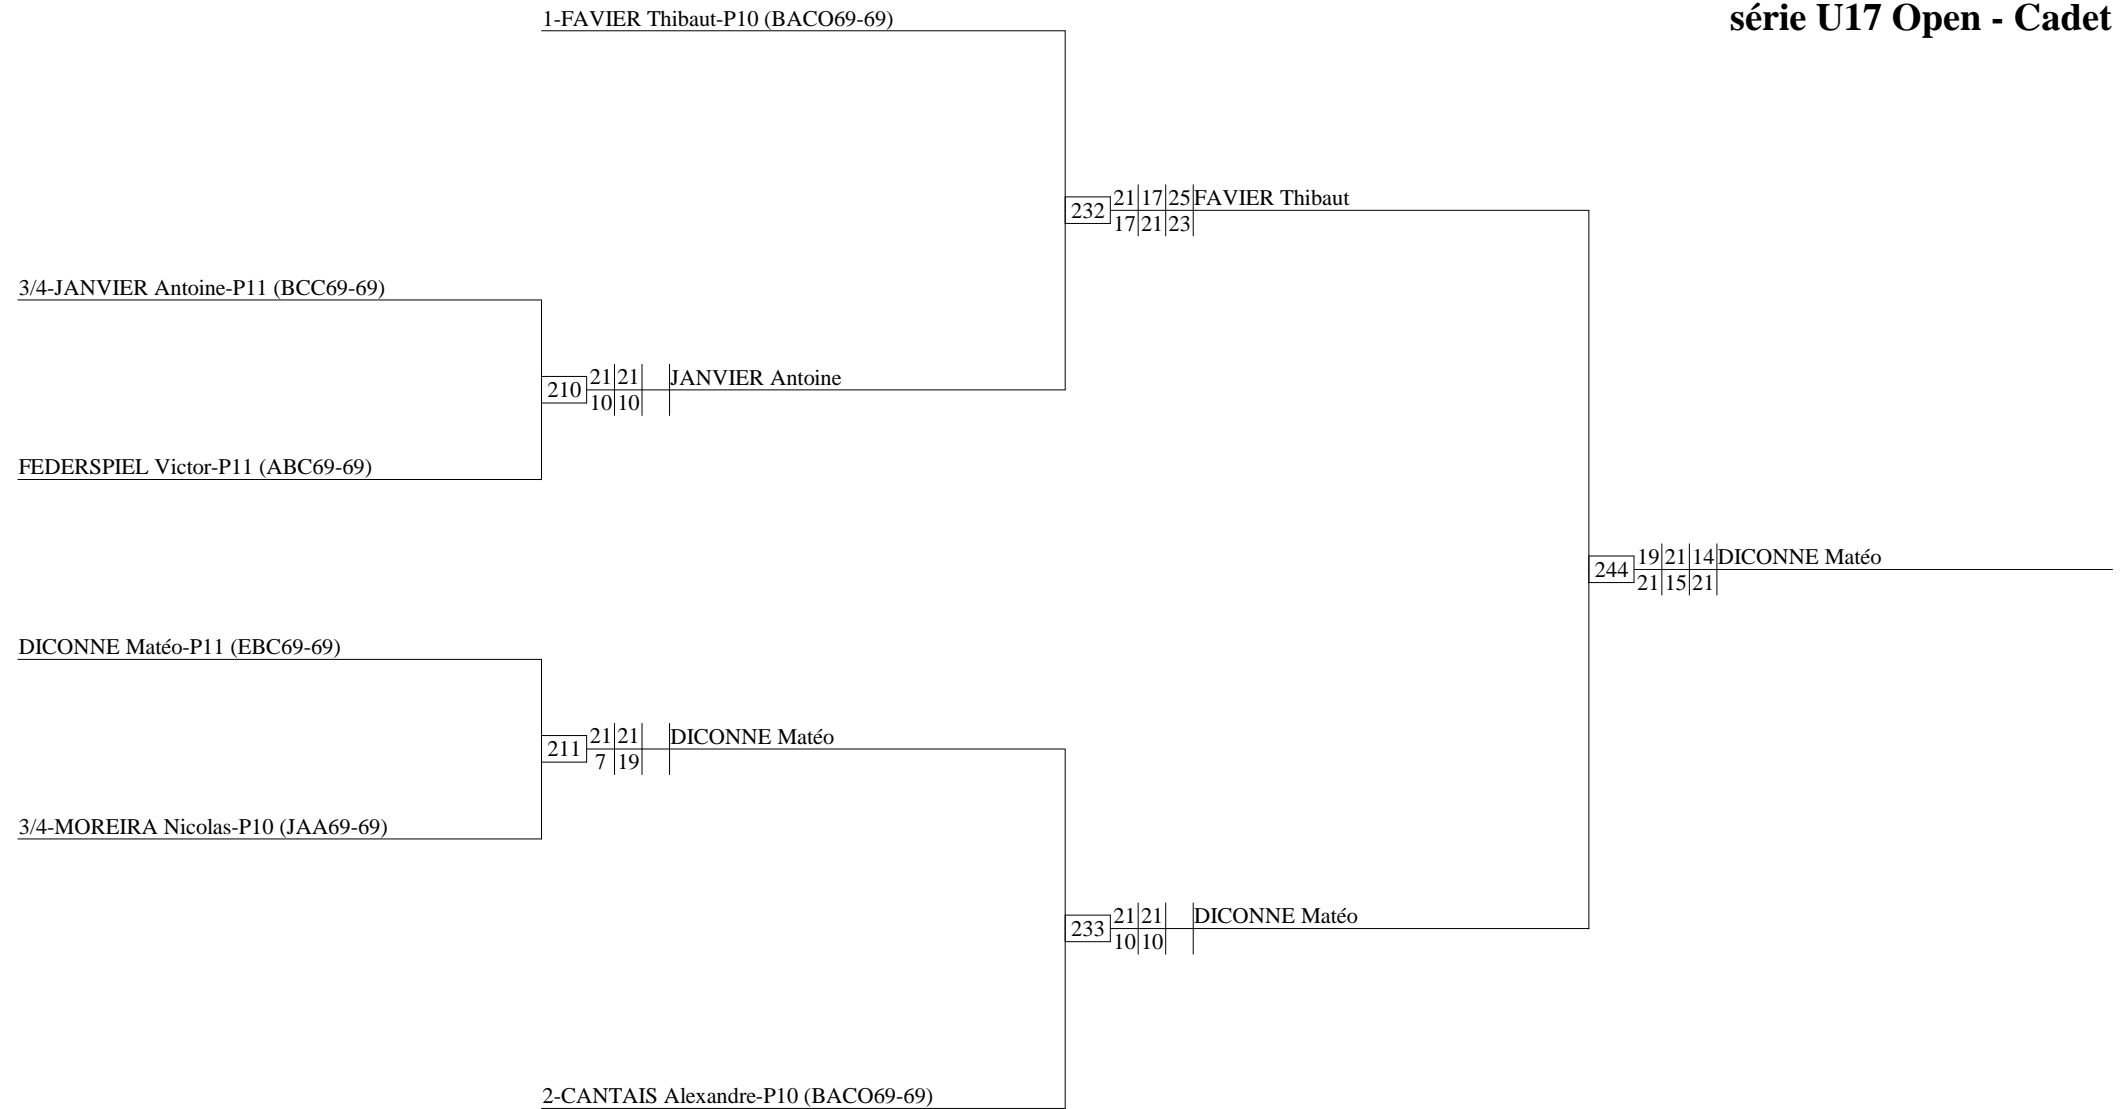 série U17 Open - Cadet
1-FAVIER Thibaut-P10 (BACO69-69)
232 21 17 25 FAVIER Thibaut
17 21 23
3/4-JANVIER Antoine-P11 (BCC69-69)
210 21 21 JANVIER Antoine
10 10
FEDERSPIEL Victor-P11 (ABC69-69)
244 19 21 14 DICONNE Matéo
21 15 21
DICONNE Matéo-P11 (EBC69-69)
211 21 21 DICONNE Matéo
7 19
3/4-MOREIRA Nicolas-P10 (JAA69-69)
233 21 21 DICONNE Matéo
10 10
2-CANTAIS Alexandre-P10 (BACO69-69)